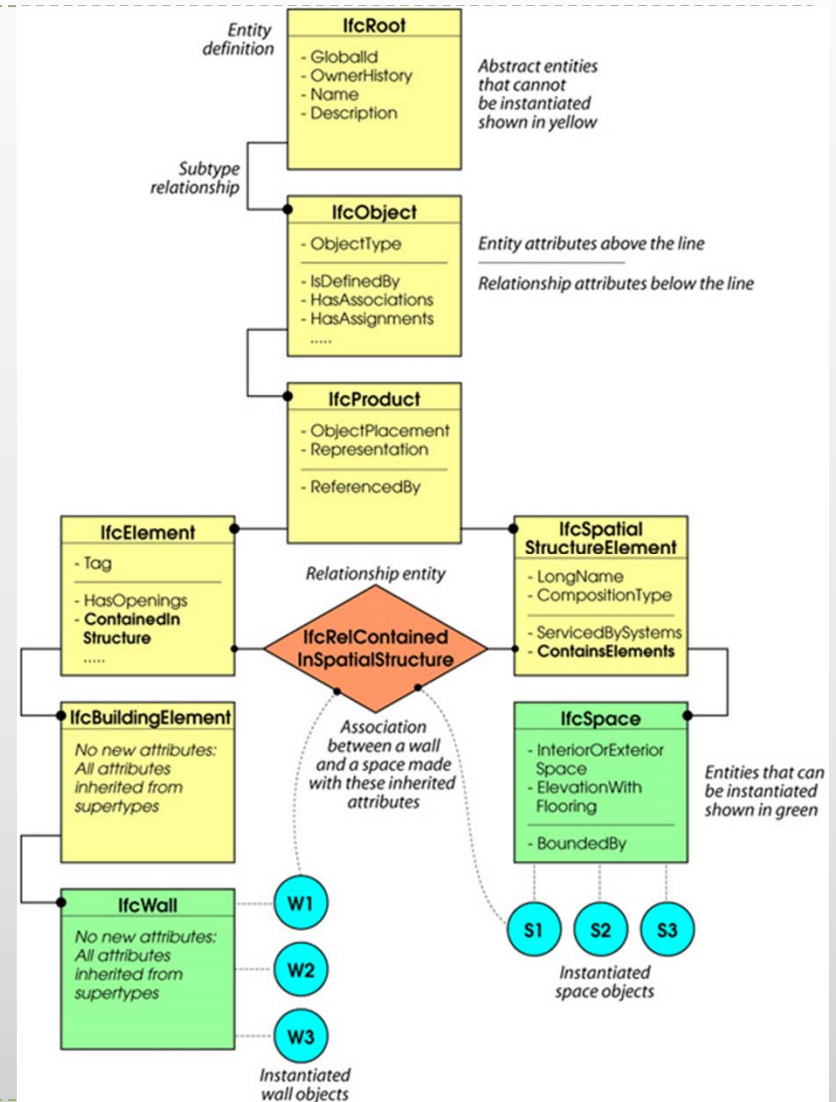 Entity
definition
IfcRoot
- GlobalId
- OwnerHistory
- Name
- Description
Abstract entities
that cannot
be instantiated
shown in yellow
Subtype
relationship
IfcObject
- ObjectType
- IsDefinedBy
- HasAssociations
- HasAssignments
.....
Entity attributes above the line
Relationship attributes below the line
IfcProduct
- ObjectPlacement
- Representation
- ReferencedBy
IfcElement
- Tag
- HasOpenings
- ContainedIn
Structure
.....
Relationship entity
IfcRelContained
InSpatialStructure
IfcSpatial
StructureElement
- LongName
- CompositionType
- ServicedBySystems
- ContainsElements
IfcBuildingElement
No new attributes:
All attributes
inherited from
supertypes
Association
between a wall
and a space made
with these inherited
attributes
IfcSpace
- InteriorOrExterior
Space
- ElevationWith
Flooring
- BoundedBy
Entities that can
be instantiated
shown in green
IfcWall
No new attributes:
All attributes
inherited from
supertypes
W1
W2
W3
Instantiated
wall objects
S1 S2 S3
Instantiated
space objects